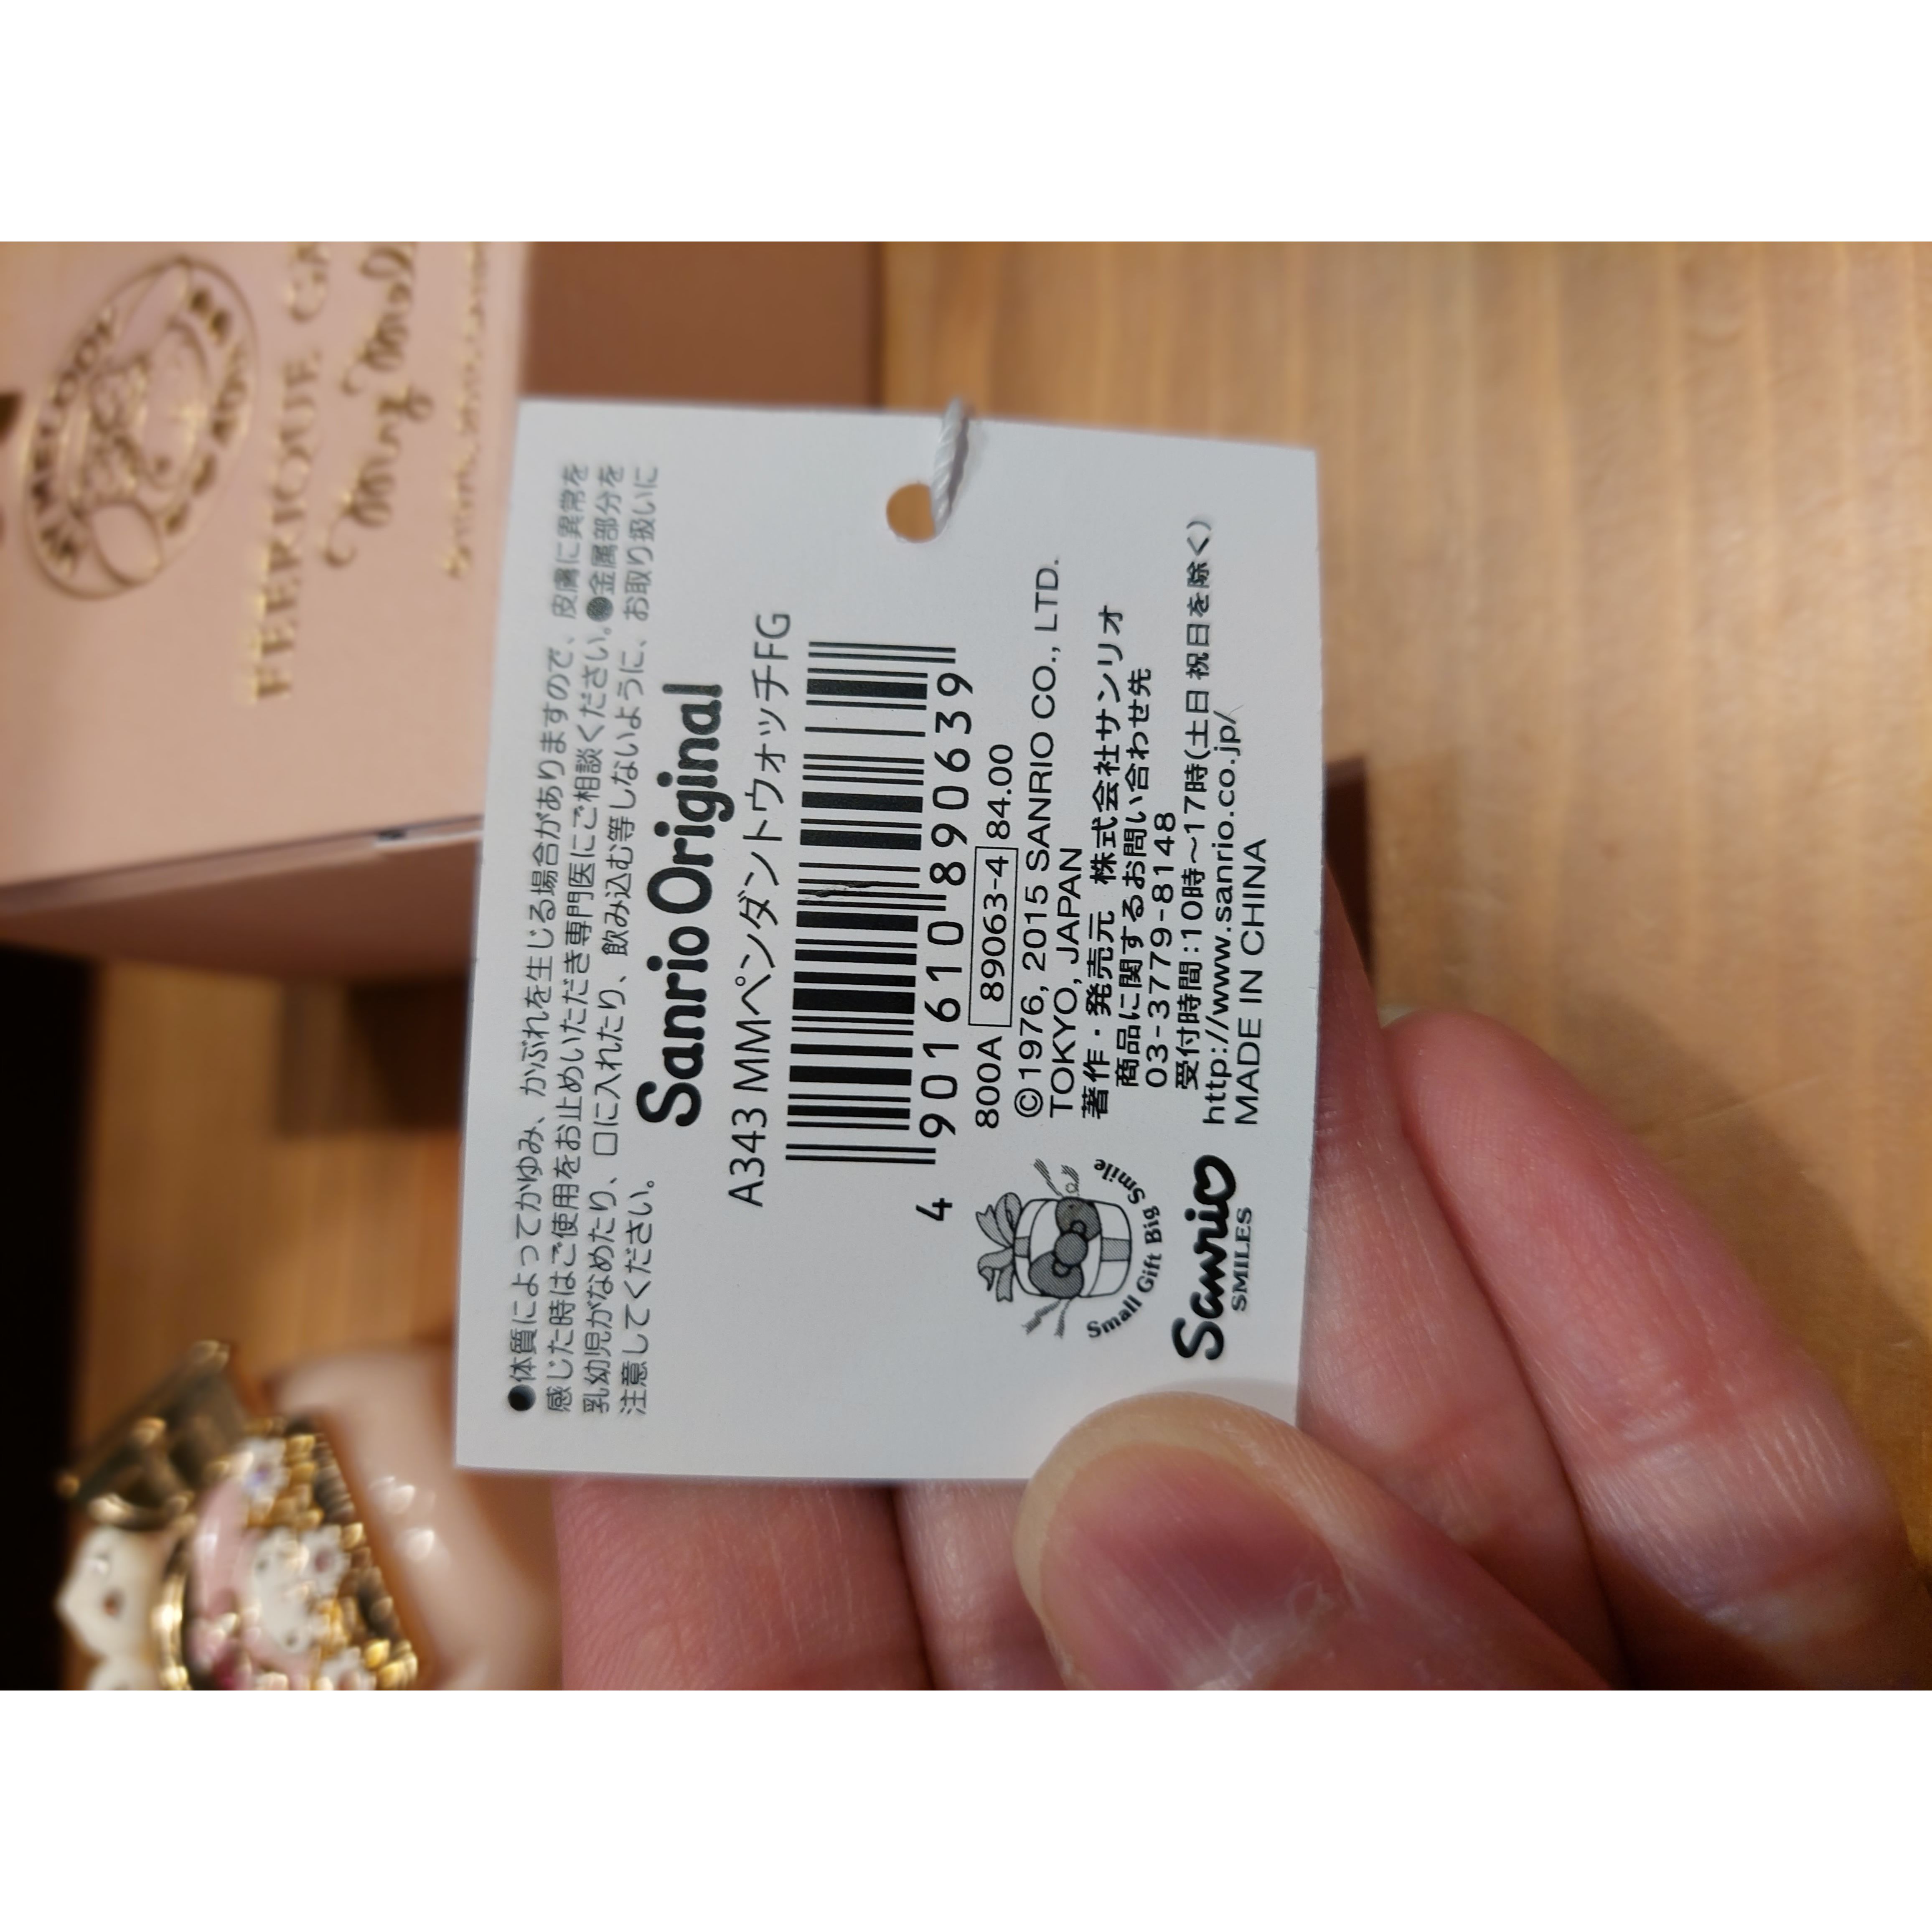 ●体質によってかゆみ、かぶれを生じる場合がありますので、皮膚に異常を
感じた時はご使用をお止めいただき専門医にご相談ください。●金属部分を
乳幼児がなめたり、口に入れたり、飲み込む等しないように、お取り扱いに
注意してください。
Sanrio Original
A343 MMペンダントウォッチFG
4 901610 890639
800A 89063-4 84.00
©1976, 2015 SANRIO CO., LTD.
TOKYO, JAPAN
著作・発売元 株式会社サンリオ
商品に関するお問い合わせ先
03-3779-8148
受付時間:10時～17時(土日 祝日を除く)
http://www.sanrio.co.jp/
MADE IN CHINA
Small Gift Big Smile
Sanrio
SMILES
MY MELODY
My Melody